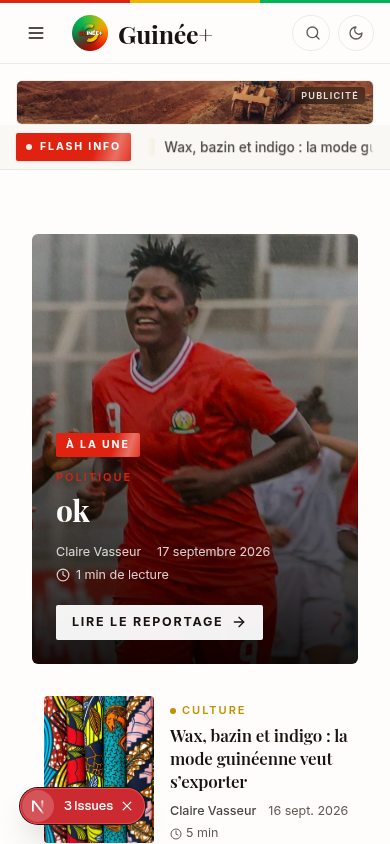 Guinée+
PUBLICITÉ
FLASH INFO
Wax, bazin et indigo : la mode gu
À LA UNE
POLITIQUE
ok
Claire Vasseur 17 septembre 2026
1 min de lecture
LIRE LE REPORTAGE
CULTURE
Wax, bazin et indigo : la
mode guinéenne veut
s’exporter
Claire Vasseur 16 sept. 2026
5 min
N 3 Issues